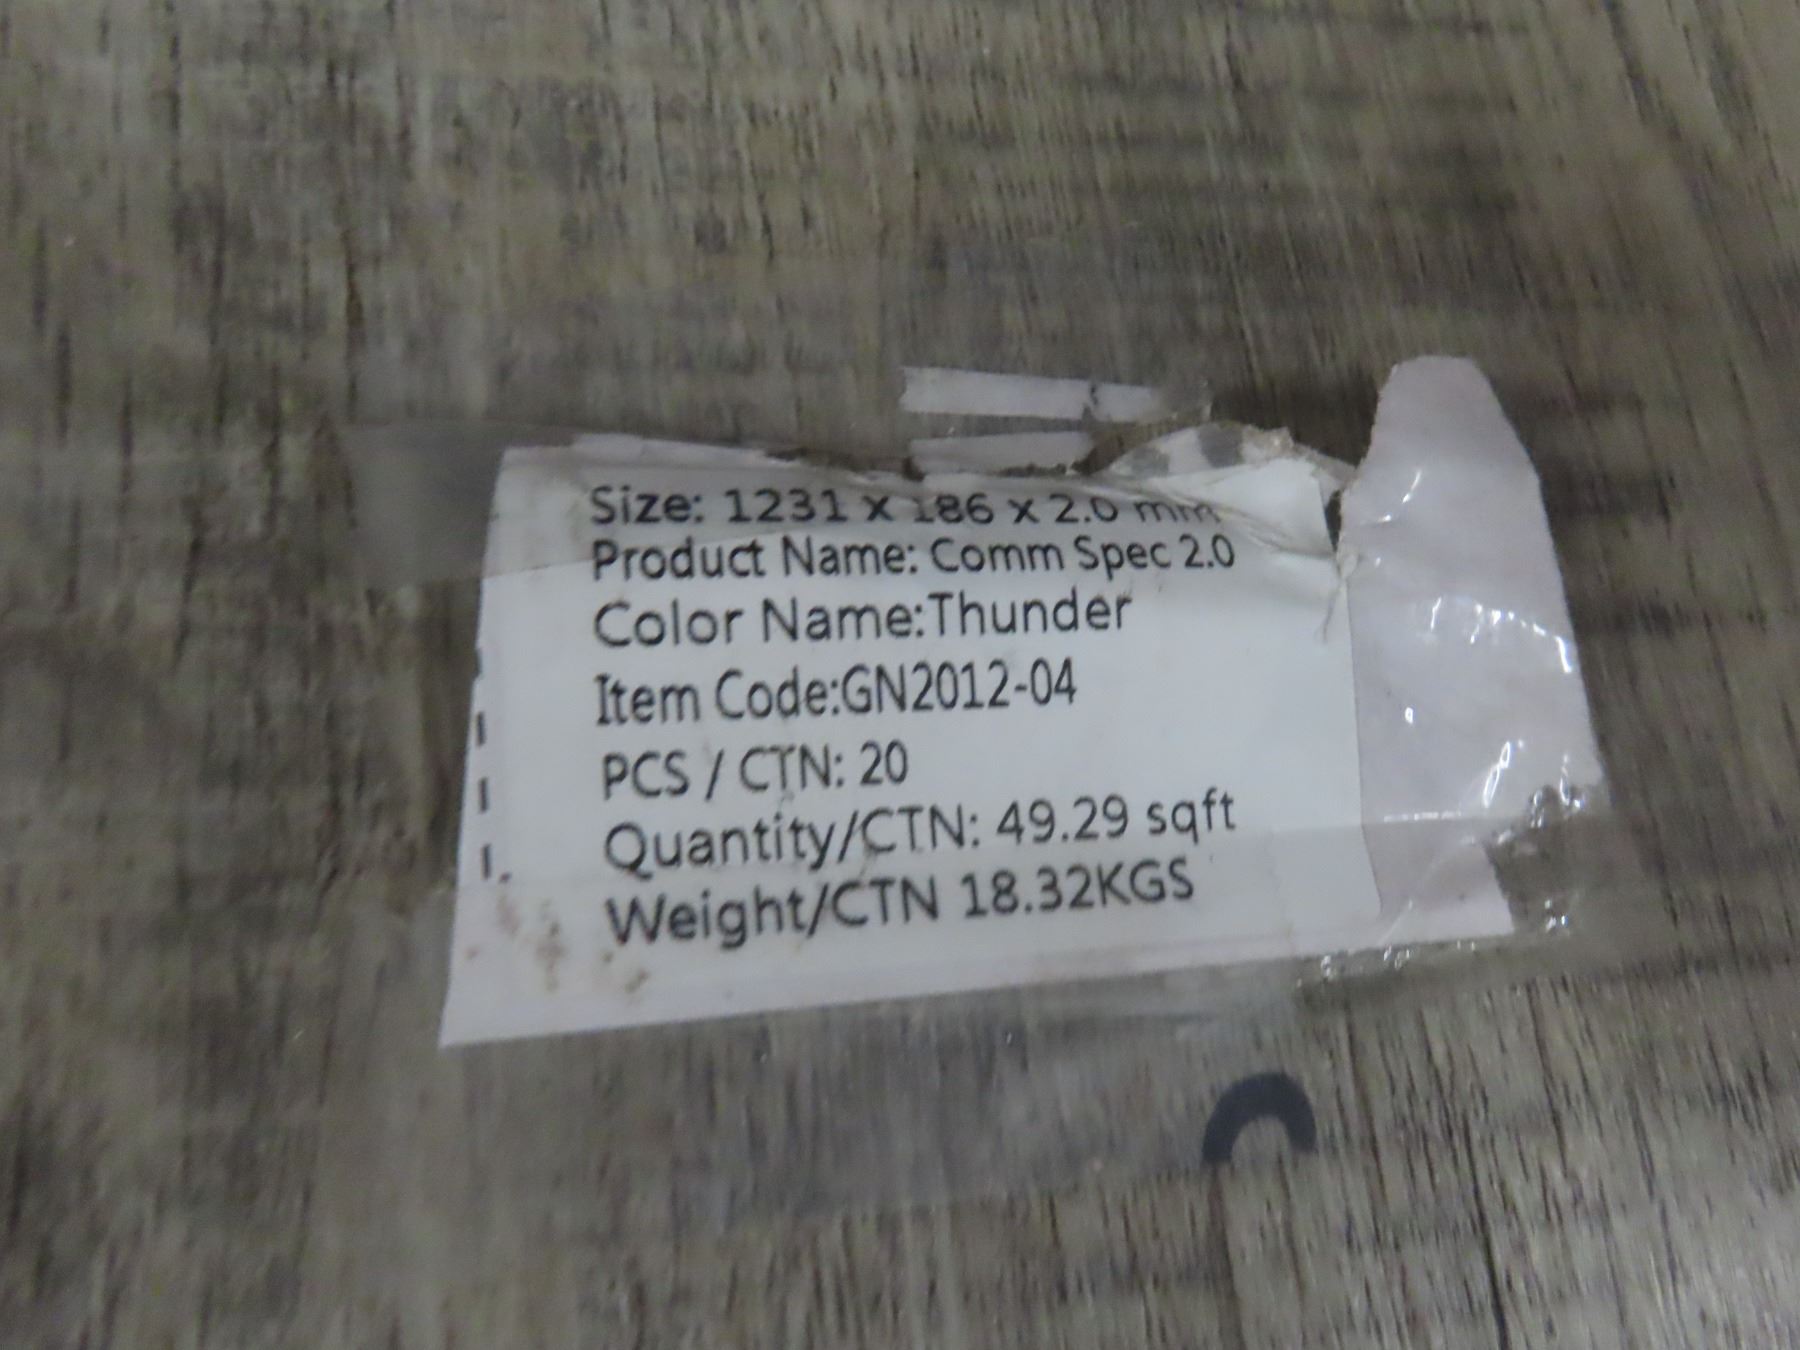 Size: 1231 x 186 x 2.0 mm
Product Name: Comm Spec 2.0
Color Name:Thunder
Item Code:GN2012-04
PCS / CTN: 20
Quantity/CTN: 49.29 sqft
Weight/CTN 18.32KGS